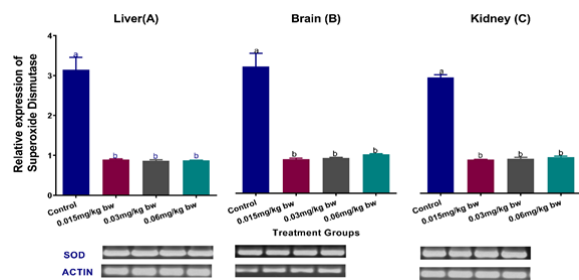 Liver(A) Brain (B) Kidney (C)
Relative expression of
Superoxide Dismutase
4
3
2
1
0
a b b b
a b b b
a b b b
Control 0.015mg/kg bw 0.03mg/kg bw 0.06mg/kg bw
Control 0.015mg/kg bw 0.03mg/kg bw 0.06mg/kg bw
Control 0.015mg/kg bw 0.03mg/kg bw 0.06mg/kg bw
Treatment Groups
SOD
ACTIN